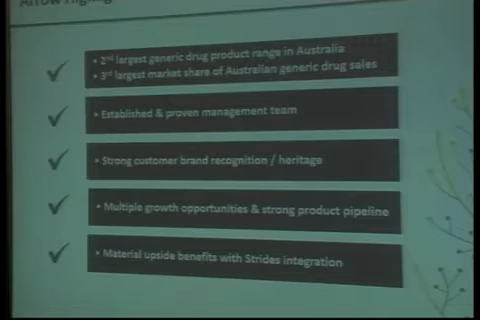 Arrow
• 2nd largest generic drug product range in Australia
• 3rd largest market share of Australian generic drug sales
• Established & proven management team
• Strong customer brand recognition / heritage
• Multiple growth opportunities & strong product pipeline
• Material upside benefits with Strides integration